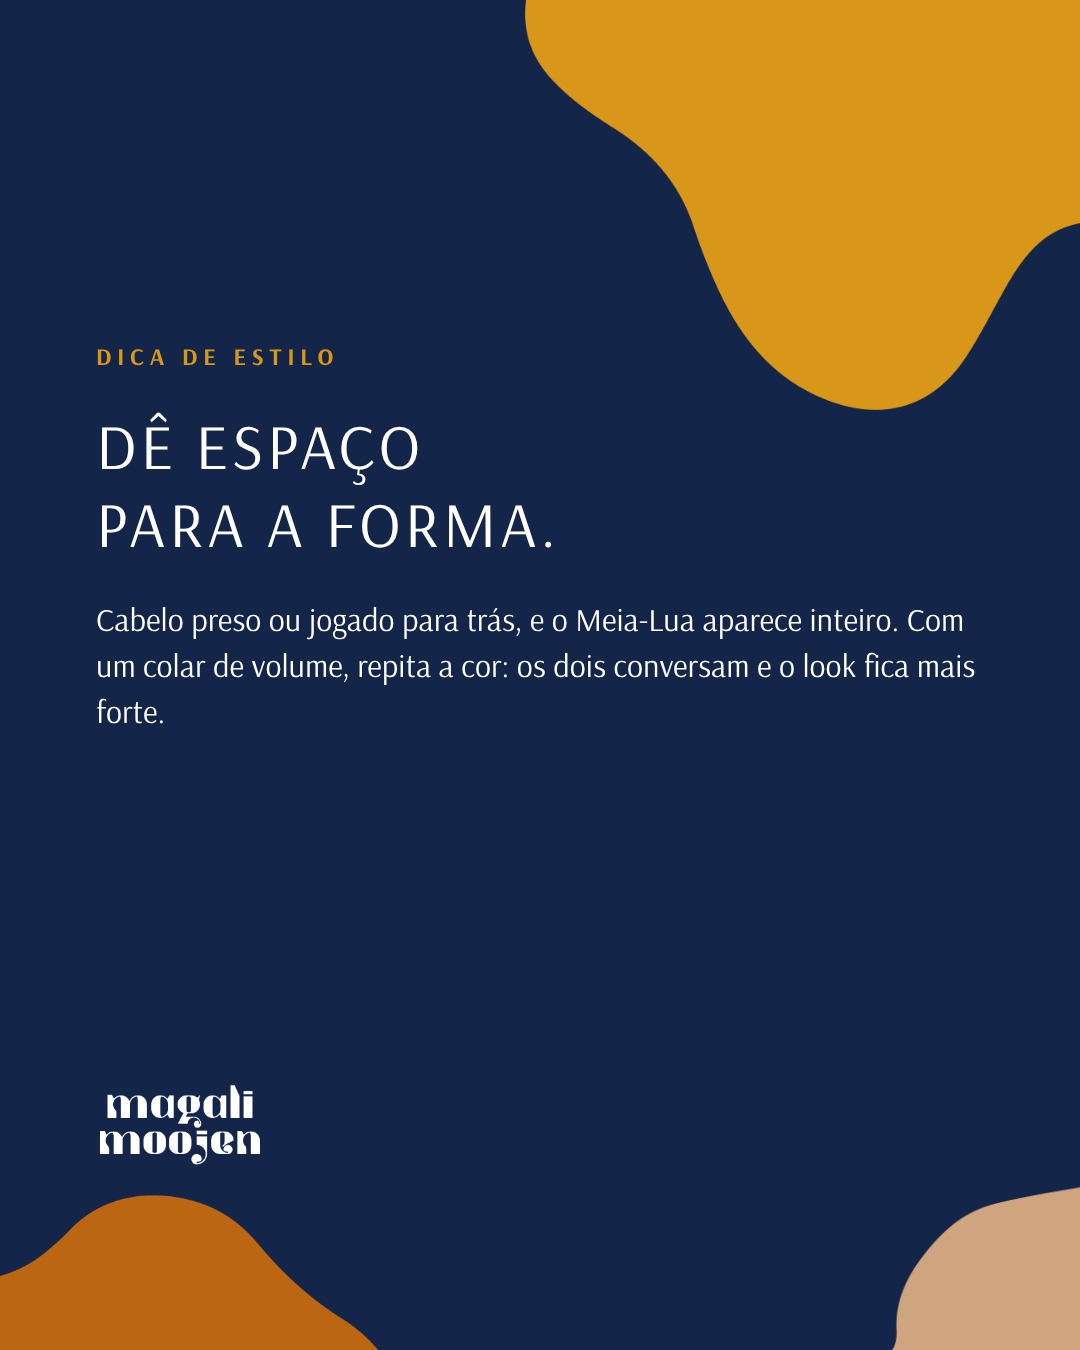 DICA DE ESTILO
DÊ ESPAÇO
PARA A FORMA.
Cabelo preso ou jogado para trás, e o Meia-Lua aparece inteiro. Com
um colar de volume, repita a cor: os dois conversam e o look fica mais
forte.
magali
moojen